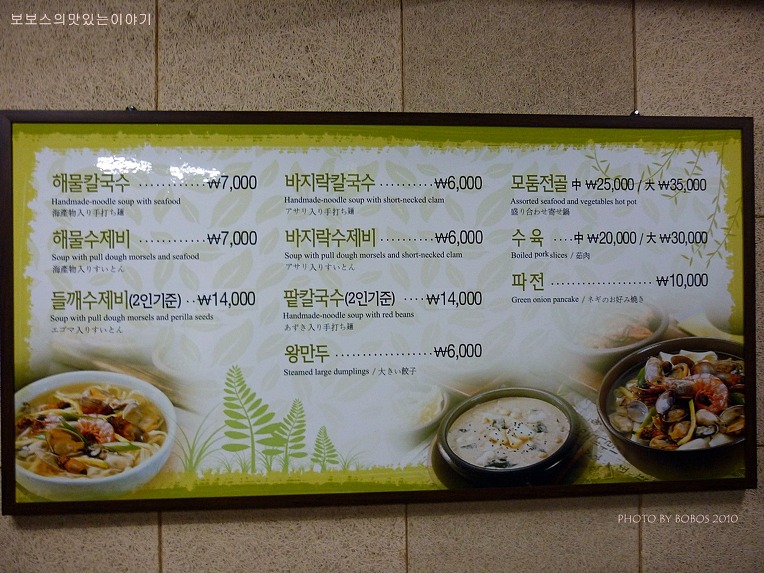 보보스의맛있는이야기
해물칼국수 ············₩7,000
Handmade-noodle soup with seafood
海産物入り手打ち麺
해물수제비 ············₩7,000
Soup with pull dough morsels and seafood
海産物入りすいとん
들깨수제비(2인기준) ··₩14,000
Soup with pull dough morsels and perilla seeds
エゴマ入りすいとん
바지락칼국수 ··········₩6,000
Handmade-noodle soup with short-necked clam
アサリ入り手打ち麺
바지락수제비 ··········₩6,000
Soup with pull dough morsels and short-necked clam
アサリ入りすいとん
팥칼국수(2인기준) ····₩14,000
Handmade-noodle soup with red beans
あずき入り手打ち麺
왕만두 ··················₩6,000
Steamed large dumplings / 大きい餃子
모둠전골 中 ₩25,000 / 大 ₩35,000
Assorted seafood and vegetables hot pot
盛り合わせ寄せ鍋
수 육 ····中 ₩20,000 / 大 ₩30,000
Boiled pork slices / 茹肉
파전 ···················₩10,000
Green onion pancake / ネギのお好み焼き
PHOTO BY BOBOS 2010